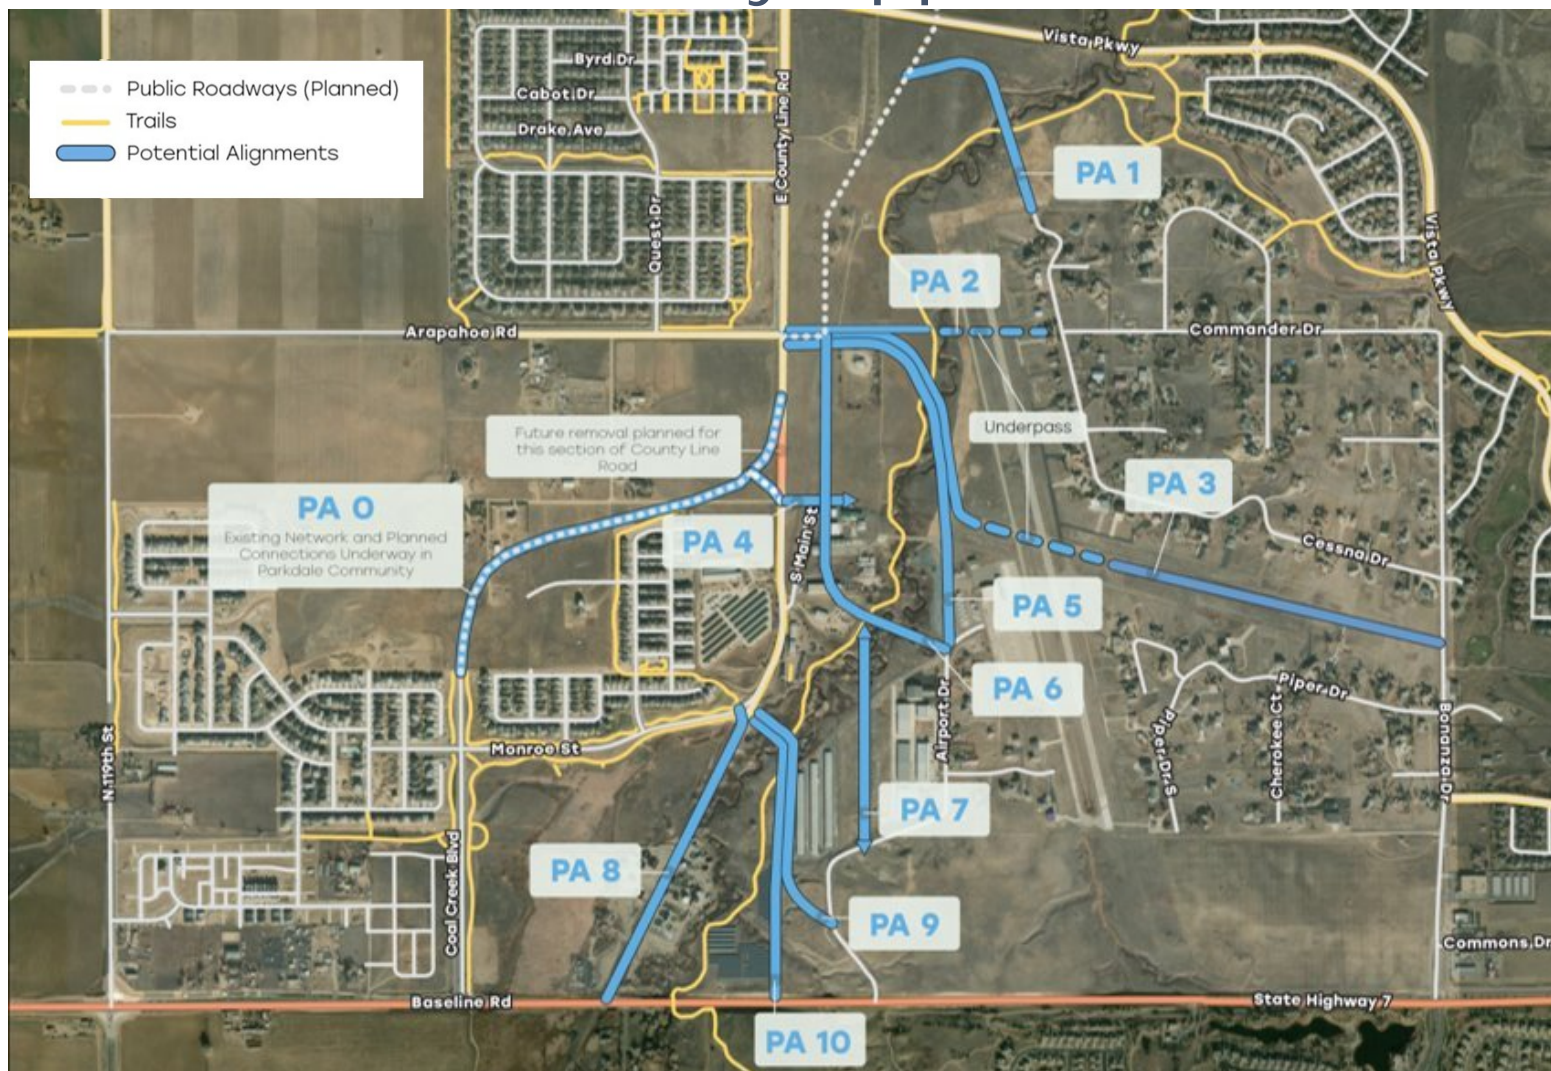 Public Roadways (Planned)
Trails
Potential Alignments
Byrd Dr
Cabot Dr
Drake Ave
Quest Dr
E County Line Rd
Vista Pkwy
Vista Pkwy
PA 1
PA 2
Arapahoe Rd
Commander Dr
Future removal planned for
this section of County Line
Road
Underpass
PA 3
PA 0
Existing Network and Planned
Connections Underway in
Parkdale Community
PA 4
S Main St
Cessna Dr
PA 5
PA 6
Piper Dr
Piper Dr S
Cherokee Ct
Bonanza Dr
Airport Dr
N 119th St
Monroe St
PA 7
PA 8
Coal Creek Blvd
PA 9
Commons Dr
Baseline Rd
State Highway 7
PA 10